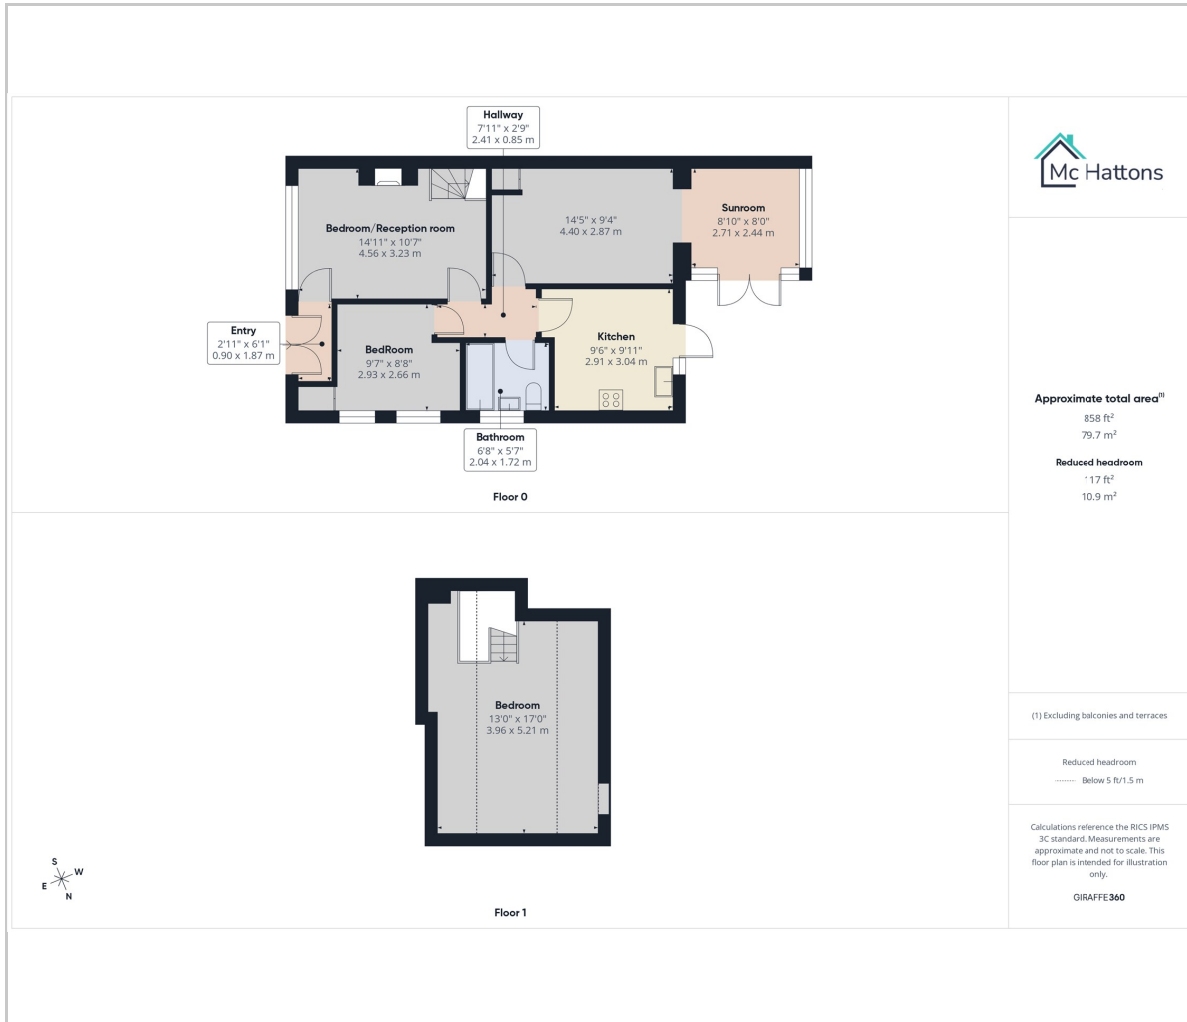 Hallway
7'11" x 2'9"
2.41 x 0.85 m
Bedroom/Reception room
14'11" x 10'7"
4.56 x 3.23 m
14'5" x 9'4"
4.40 x 2.87 m
Sunroom
8'10" x 8'0"
2.71 x 2.44 m
Entry
2'11" x 6'1"
0.90 x 1.87 m
BedRoom
9'7" x 8'8"
2.93 x 2.66 m
Kitchen
9'6" x 9'11"
2.91 x 3.04 m
Bathroom
6'8" x 5'7"
2.04 x 1.72 m
Floor 0
Bedroom
13'0" x 17'0"
3.96 x 5.21 m
S
W
E
N
Floor 1
Mc Hattons
Approximate total area(1)
858 ft²
79.7 m²
Reduced headroom
17 ft²
10.9 m²
(1) Excluding balconies and terraces
Reduced headroom
Below 5 ft/1.5 m
Calculations reference the RICS IPMS
3C standard. Measurements are
approximate and not to scale. This
floor plan is intended for illustration
only.
GIRAFFE360